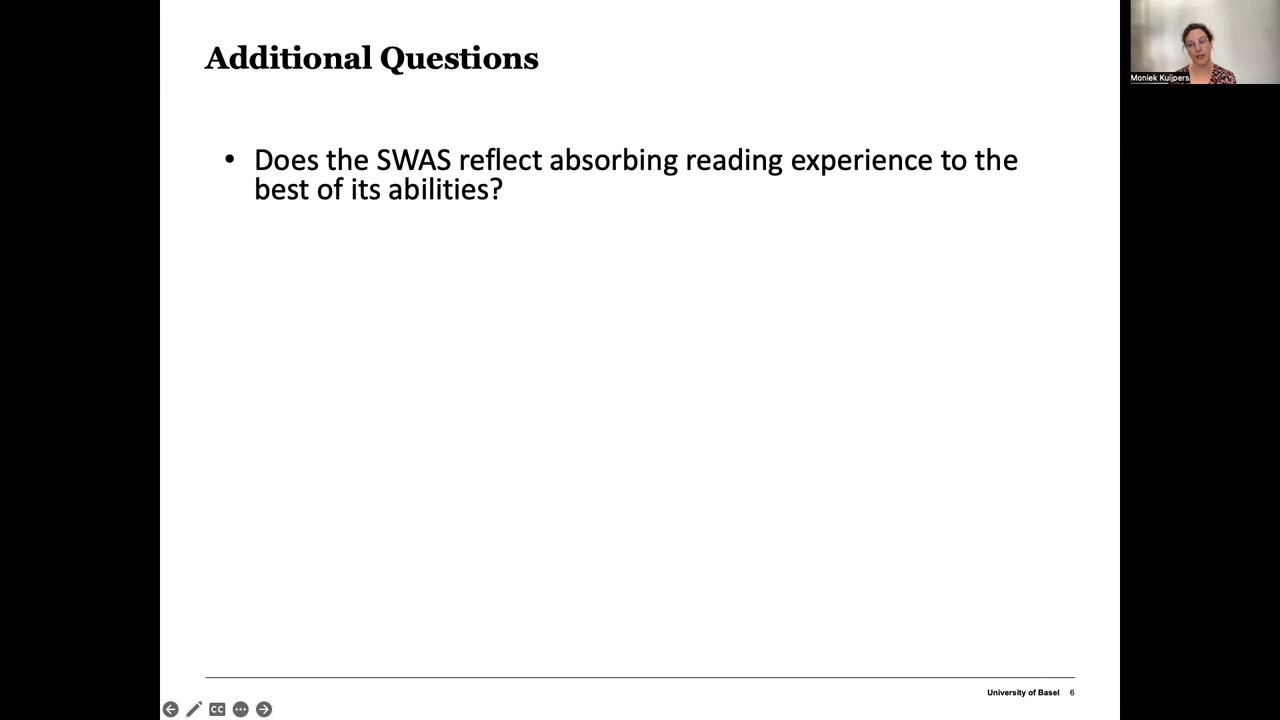 Additional Questions
Moniek Kuijpers
• Does the SWAS reflect absorbing reading experience to the
best of its abilities?
University of Basel 6
CC